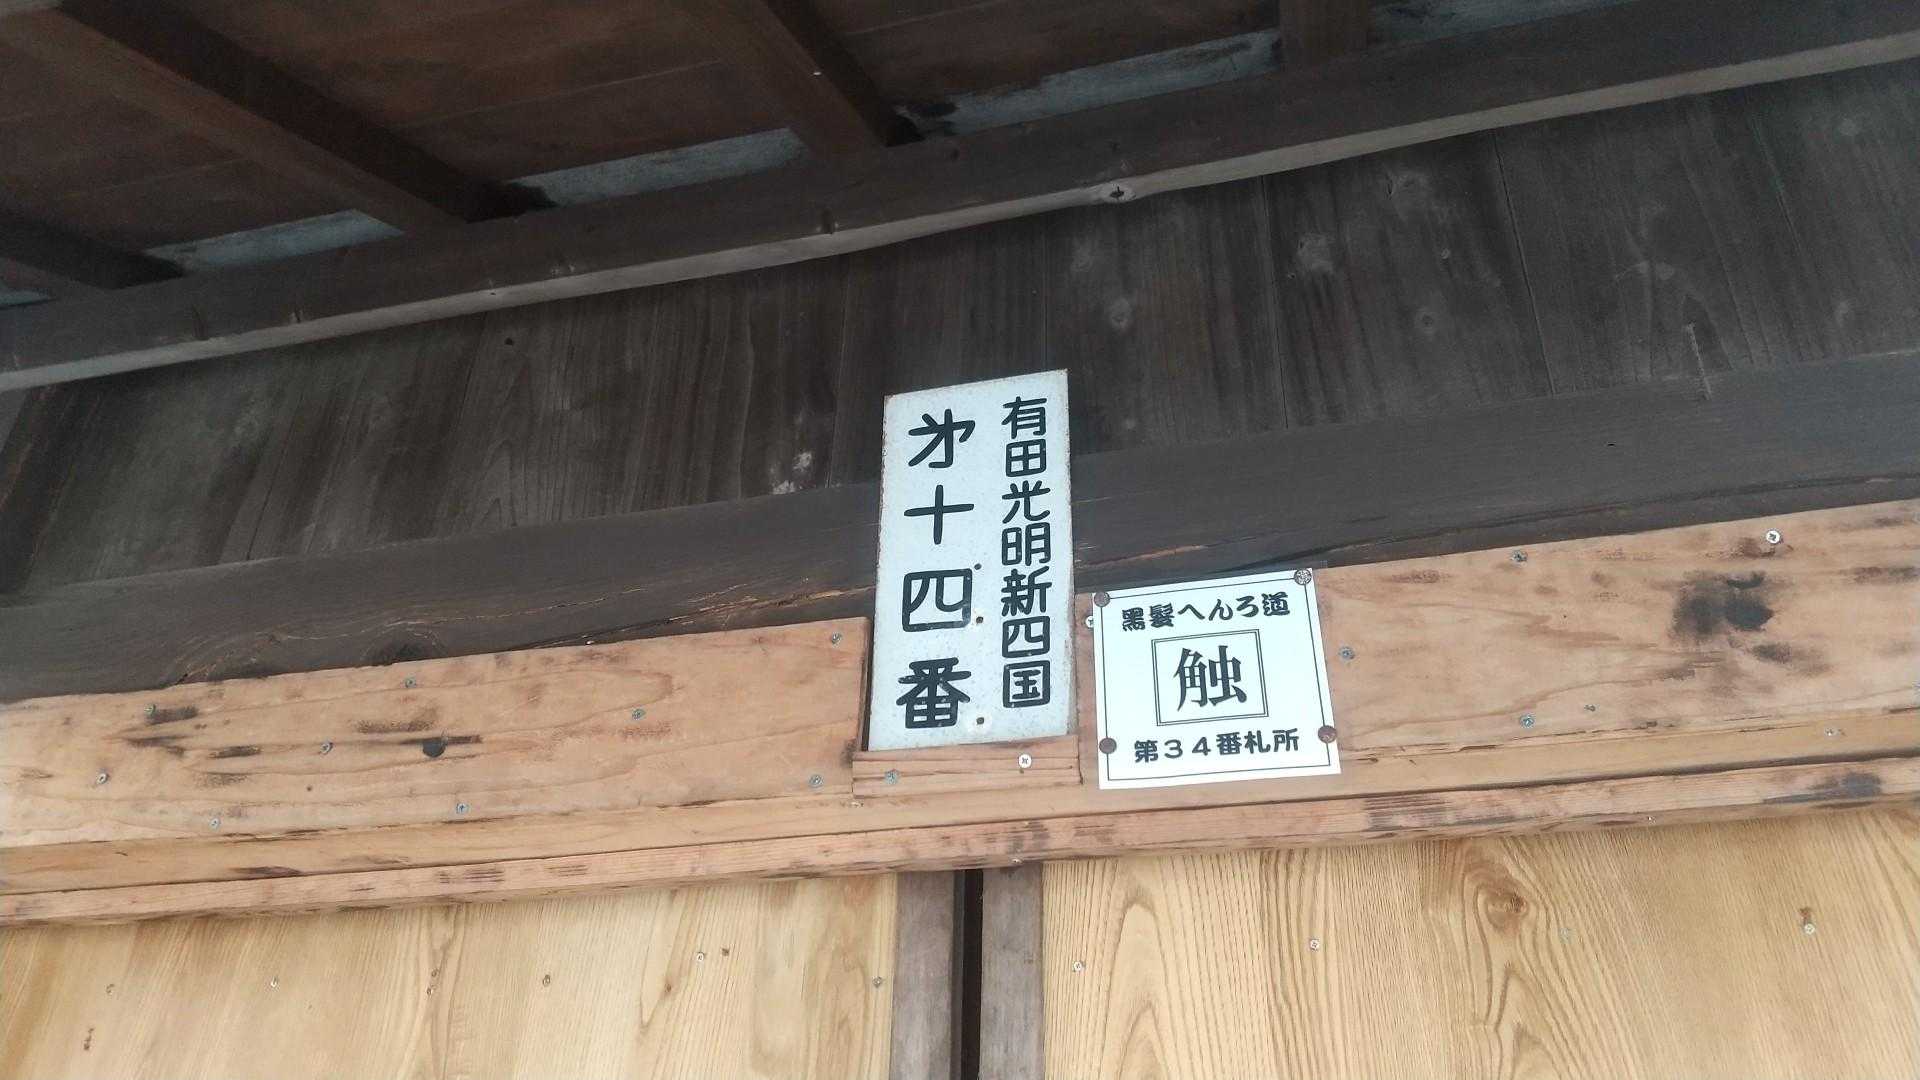 有田光明新四国
㐧十四番
黒髪へんろ道
触
第34番札所